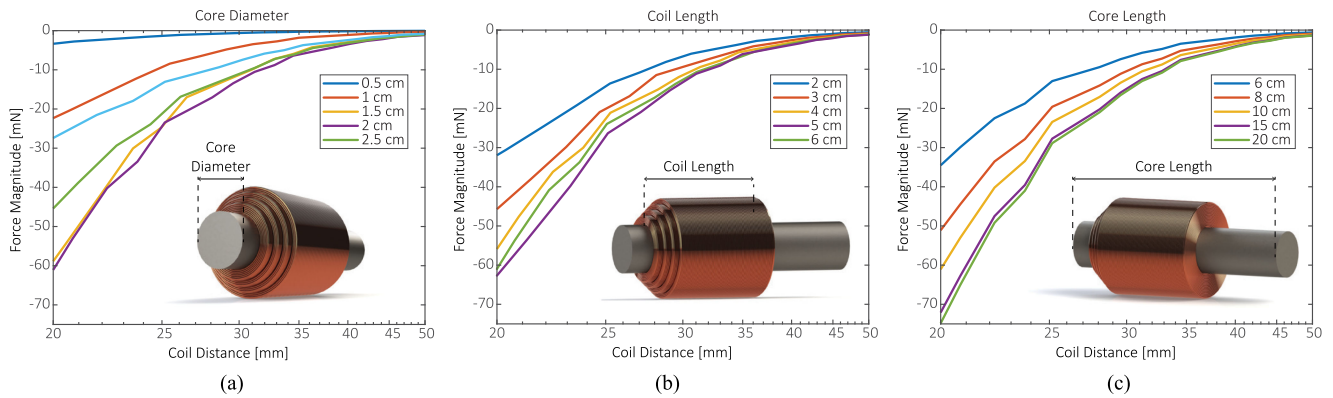 Core Diameter
0
-10
-20
-30
-40
-50
-60
-70
Force Magnitude [mN]
0.5 cm
1 cm
1.5 cm
2 cm
2.5 cm
Core
Diameter
20
25
30
35
40
45
50
Coil Distance [mm]
(a)
Coil Length
0
-10
-20
-30
-40
-50
-60
-70
Force Magnitude [mN]
2 cm
3 cm
4 cm
5 cm
6 cm
Coil Length
20
25
30
35
40
45
50
Coil Distance [mm]
(b)
Core Length
0
-10
-20
-30
-40
-50
-60
-70
Force Magnitude [mN]
6 cm
8 cm
10 cm
15 cm
20 cm
Core Length
20
25
30
35
40
45
50
Coil Distance [mm]
(c)